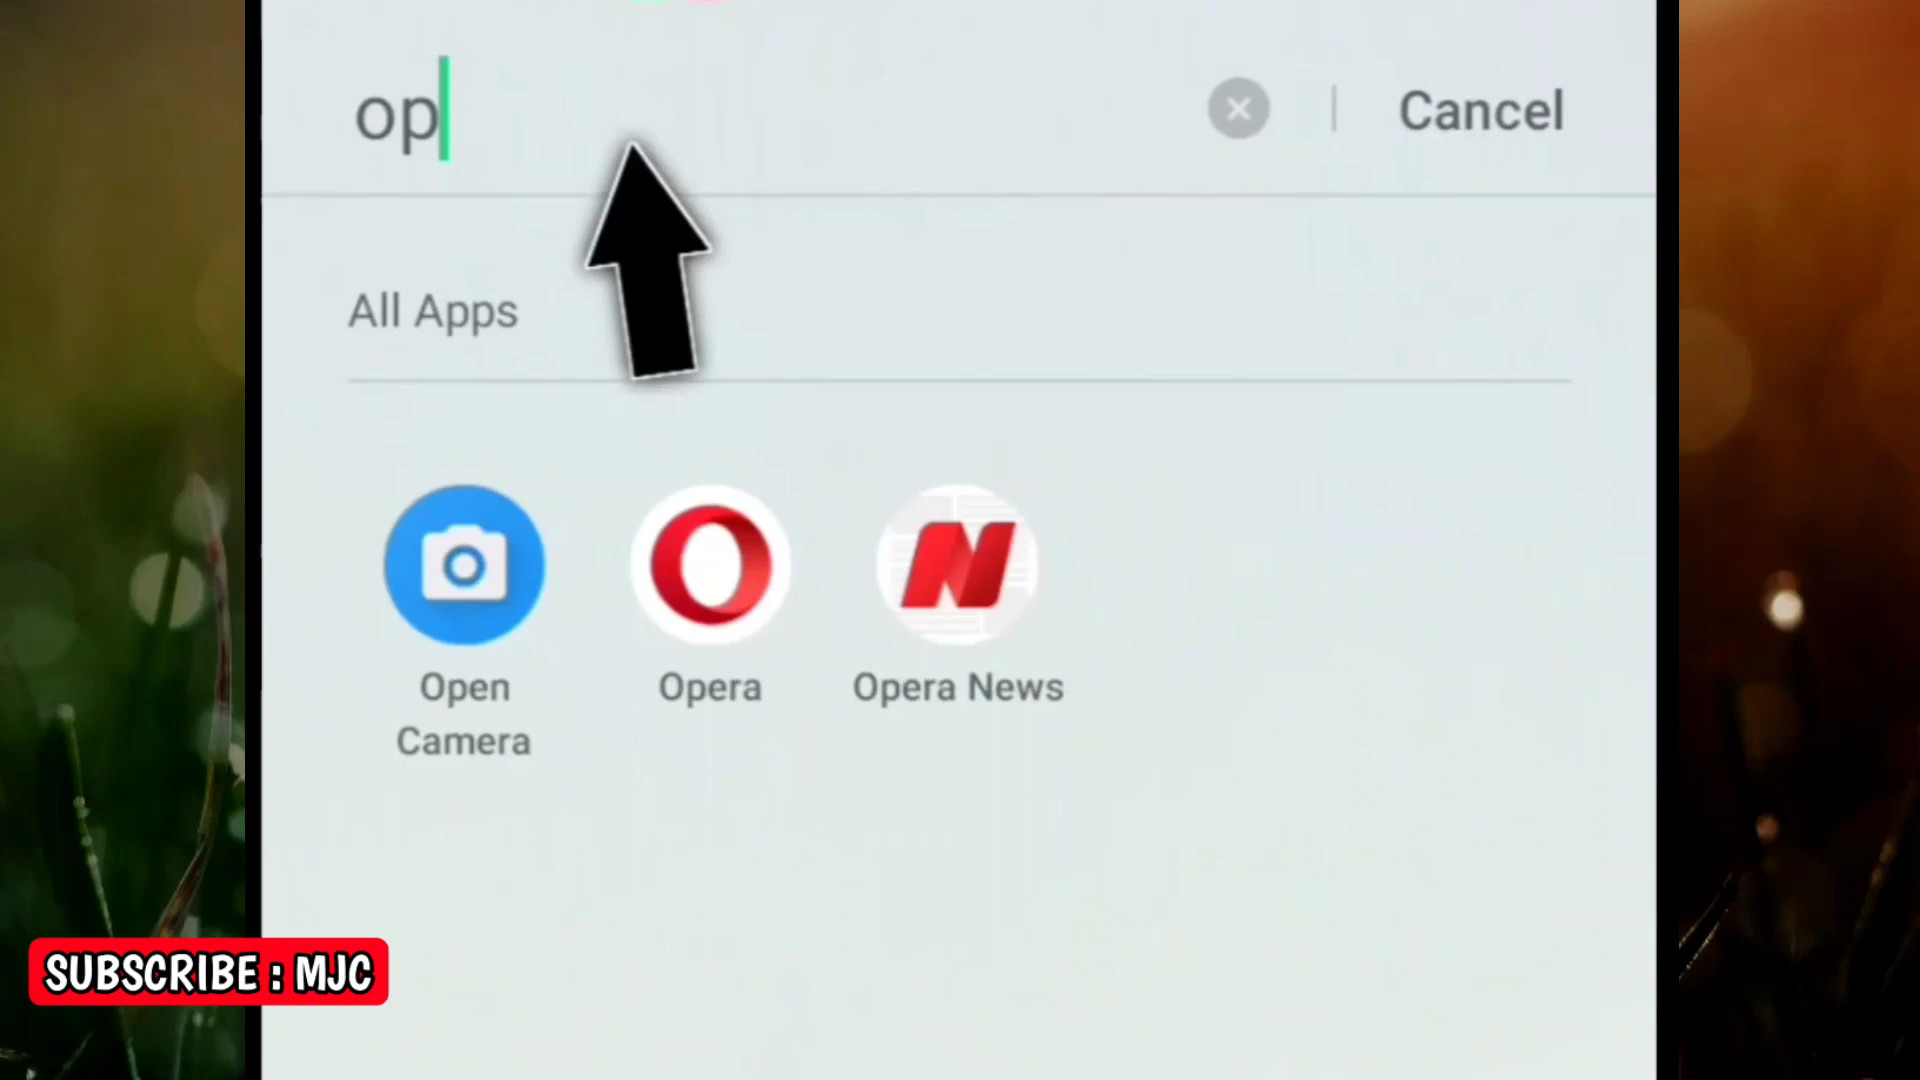 op
Cancel
All Apps
Open
Camera
Opera
Opera News
SUBSCRIBE : MJC